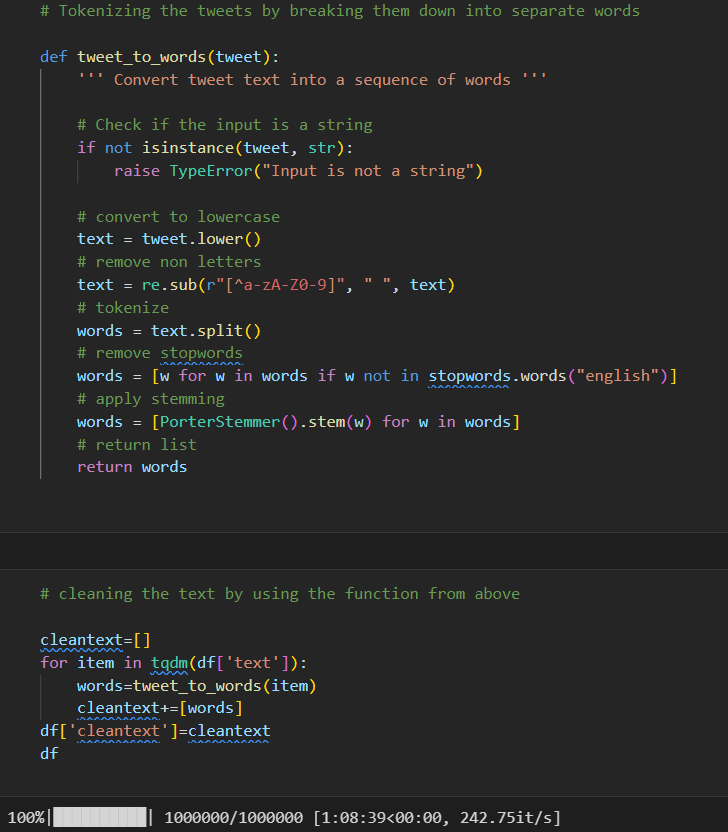 # Tokenizing the tweets by breaking them down into separate words
def tweet_to_words(tweet):
''' Convert tweet text into a sequence of words '''
# Check if the input is a string
if not isinstance(tweet, str):
raise TypeError("Input is not a string")
# convert to lowercase
text = tweet.lower()
# remove non letters
text = re.sub(r"[^a-zA-Z0-9]", " ", text)
# tokenize
words = text.split()
# remove stopwords
words = [w for w in words if w not in stopwords.words("english")]
# apply stemming
words = [PorterStemmer().stem(w) for w in words]
# return list
return words
# cleaning the text by using the function from above
cleantext=[]
for item in tqdm(df['text']):
words=tweet_to_words(item)
cleantext+=[words]
df['cleantext']=cleantext
df
100%|██████████| 1000000/1000000 [1:08:39<00:00, 242.75it/s]